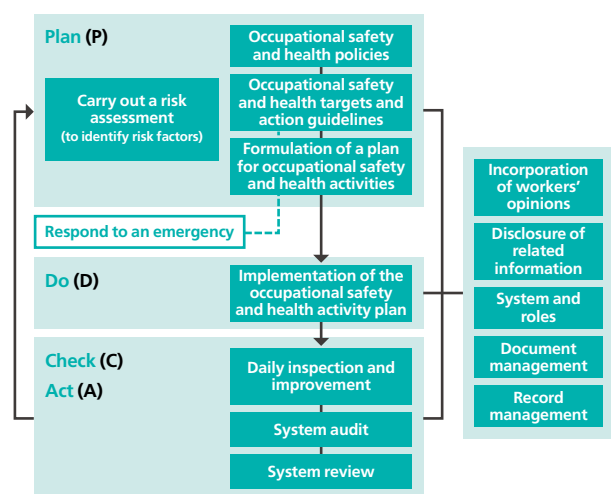 Plan (P)
Occupational safety
and health policies
Carry out a risk
assessment
(to identify risk factors)
Occupational safety
and health targets and
action guidelines
Formulation of a plan
for occupational safety
and health activities
Respond to an emergency
Do (D)
Implementation of the
occupational safety
and health activity plan
Check (C)
Act (A)
Daily inspection and
improvement
System audit
System review
Incorporation
of workers’
opinions
Disclosure of
related
information
System and
roles
Document
management
Record
management